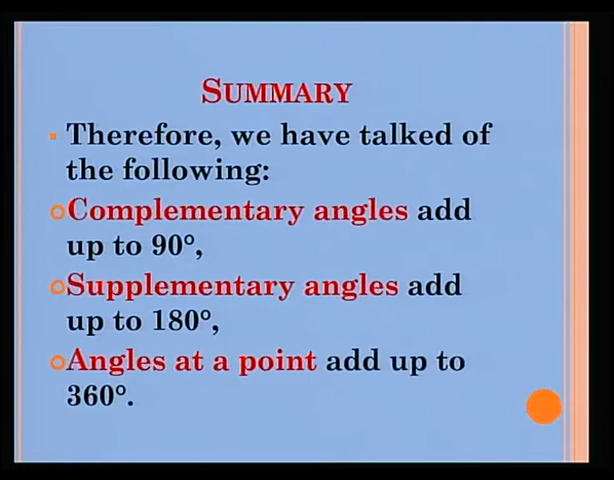 SUMMARY
Therefore, we have talked of
the following:
Complementary angles add
up to 90°,
Supplementary angles add
up to 180°,
Angles at a point add up to
360°.